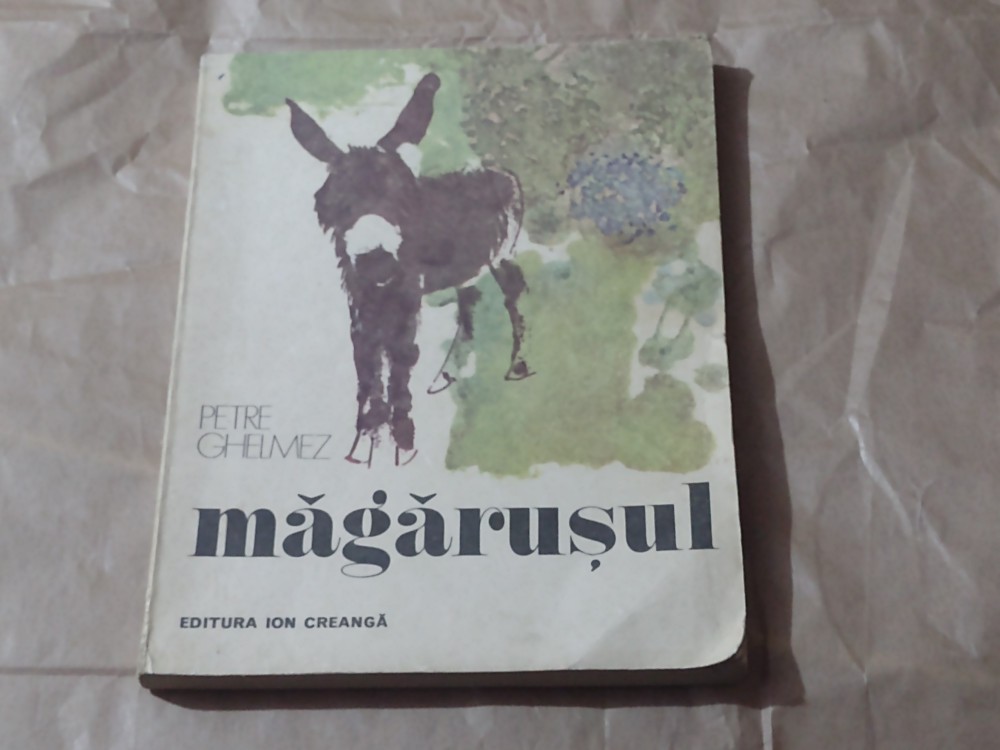 PETRE
GHELMEZ
măgărușul
EDITURA ION CREANGĂ